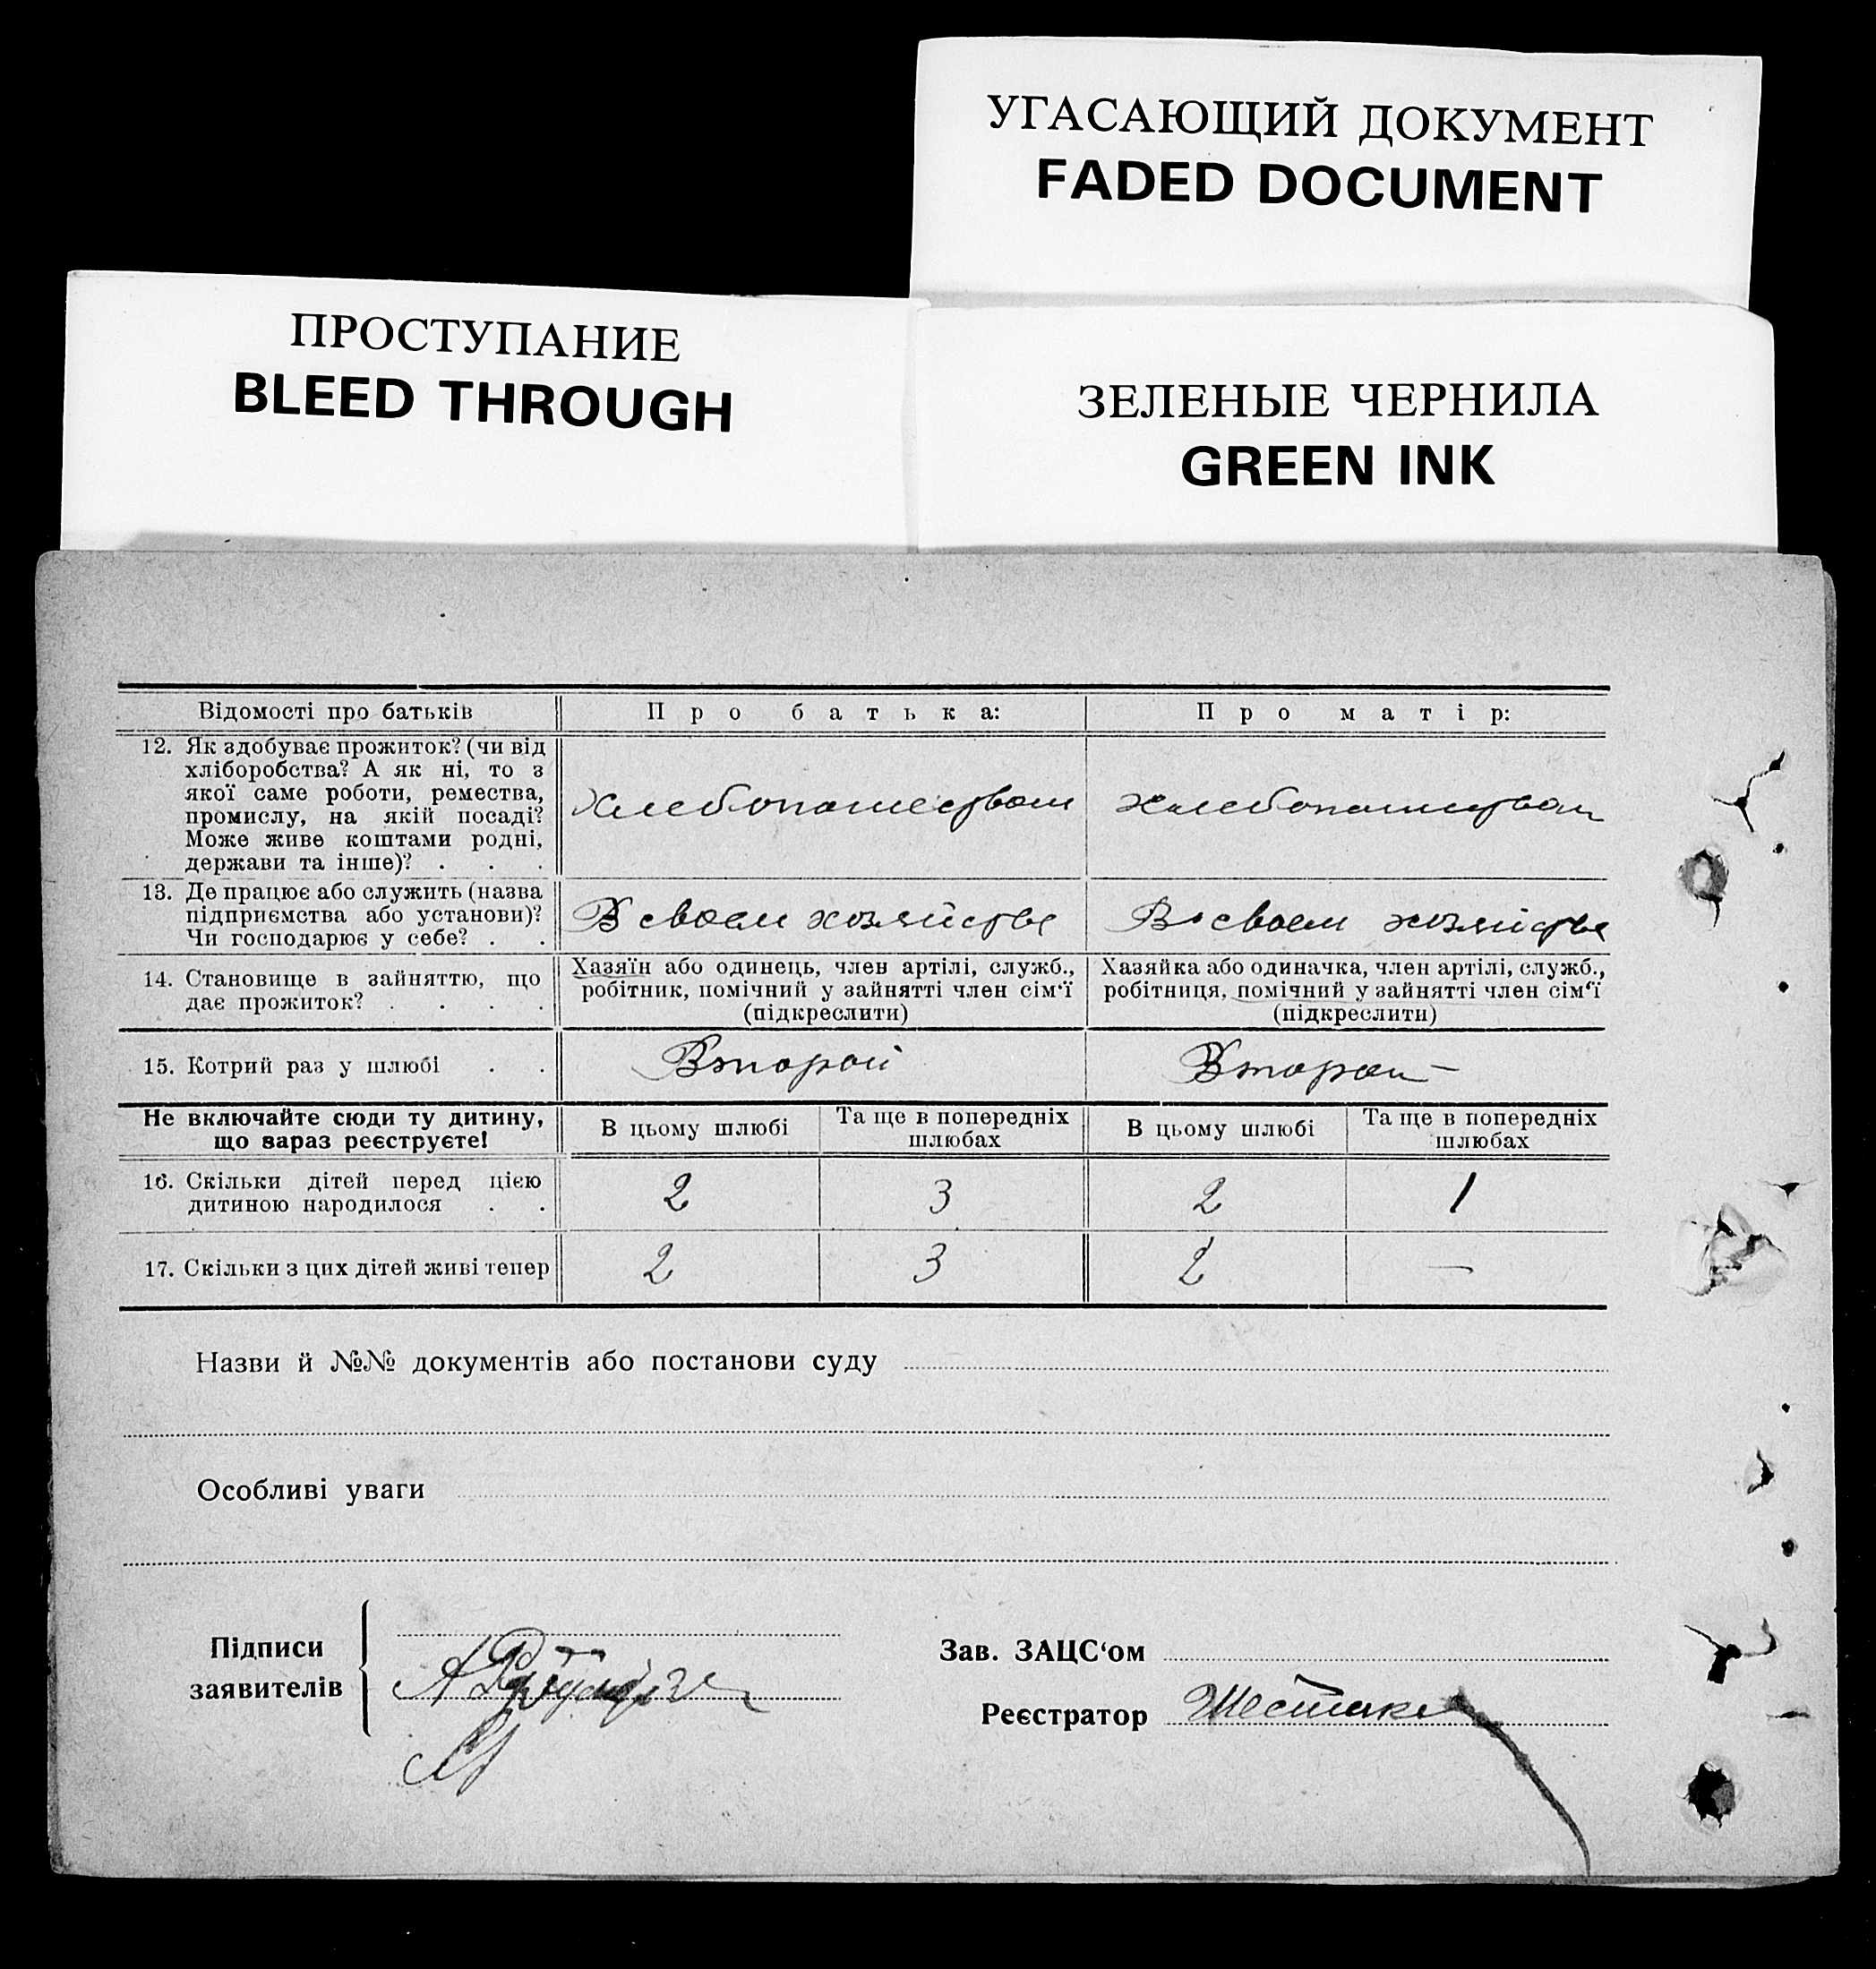 УГАСАЮЩИЙ ДОКУМЕНТ
FADED DOCUMENT
ПРОСТУПАНИЕ
BLEED THROUGH
ЗЕЛЕНЫЕ ЧЕРНИЛА
GREEN INK
Відомості про батьків
Про батька:
Про матір:
12. Як здобуває прожиток? (чи від
хліборобства? А як ні, то з
якої саме роботи, ремества,
промислу, на якій посаді?
Може живе коштами родні,
держави та інше)? . . .
Хлебопашеством
Хлебопашеством
13. Де працює або служить (назва
підприємства або установи)?
Чи господарює у себе? . .
В своем хозяйстве
В своем хозяйстве
14. Становище в зайняттю, що
дає прожиток? . . . .
Хазяїн або одинець, член артілі, служб.,
робітник, помічний у зайнятті член сім‘ї
(підкреслити)
Хазяйка або одиначка, член артілі, служб.,
робітниця, помічний у зайнятті член сім‘ї
(підкреслити)
15. Котрий раз у шлюбі . .
Второй
Второй
Не включайте сюди ту дитину,
що зараз реєструєте!
В цьому шлюбі
Та ще в попередніх
шлюбах
В цьому шлюбі
Та ще в попередніх
шлюбах
16. Скільки дітей перед цією
дитиною народилося . .
2 3 2 1
17. Скільки з цих дітей живі тепер
2 3 2 —
Назви й №№ документів або постанови суду
Особливі уваги
Підписи
заявителів
Зав. ЗАЦС‘ом
Реєстратор